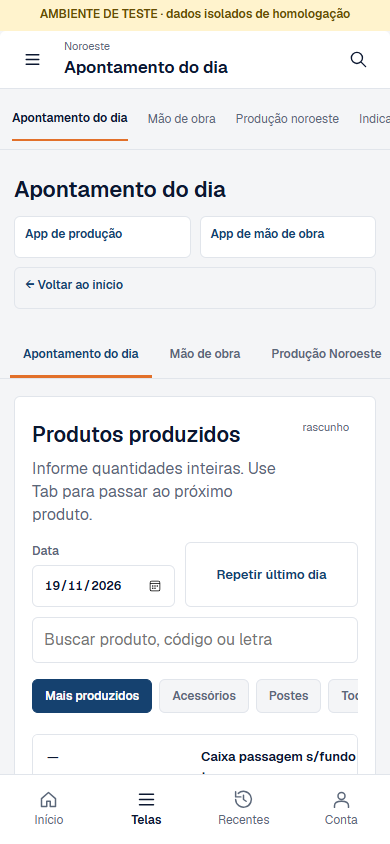 AMBIENTE DE TESTE · dados isolados de homologação
Noroeste
Apontamento do dia
Apontamento do dia
Mão de obra
Produção noroeste
Indica
Apontamento do dia
App de produção
App de mão de obra
← Voltar ao início
Apontamento do dia
Mão de obra
Produção Noroeste
Produtos produzidos
rascunho
Informe quantidades inteiras. Use
Tab para passar ao próximo
produto.
Data
19/11/2026
Repetir último dia
Buscar produto, código ou letra
Mais produzidos
Acessórios
Postes
—
Caixa passagem s/fundo
Início
Telas
Recentes
Conta